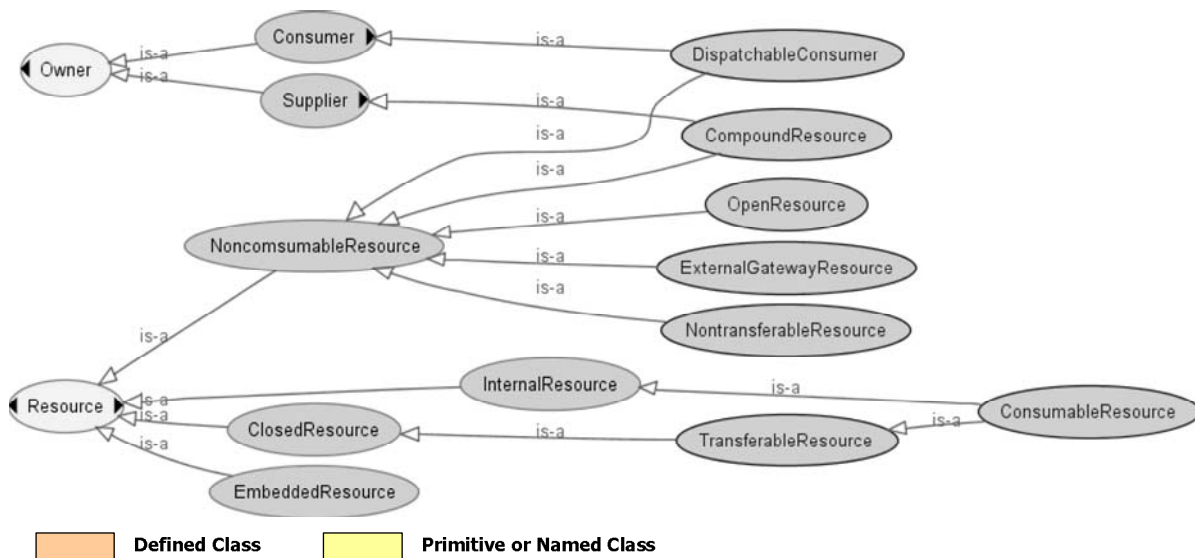 Consumer
is-a
DispatchableConsumer
is-a
Owner
is-a
Supplier
is-a
CompoundResource
is-a
is-a
OpenResource
is-a
NoncomsumableResource
is-a
ExternalGatewayResource
is-a
NontransferableResource
is-a
InternalResource
is-a
Resource
is-a
is-a
ConsumableResource
ClosedResource
is-a
TransferableResource
is-a
is-a
EmbeddedResource
Defined Class
Primitive or Named Class